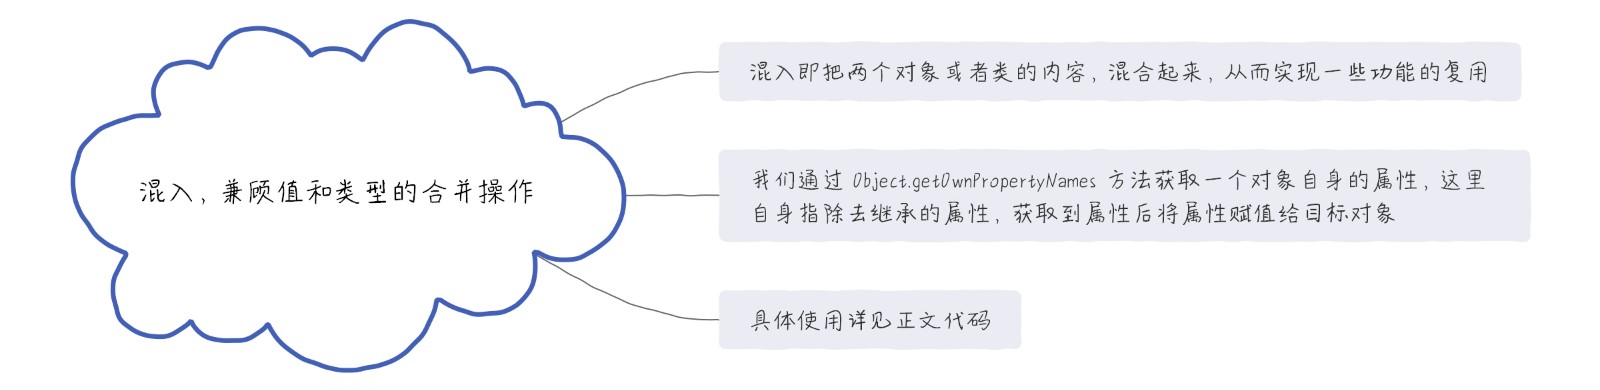 混入，兼顾值和类型的合并操作
混入即把两个对象或者类的内容，混合起来，从而实现一些功能的复用
我们通过 Object.getOwnPropertyNames 方法获取一个对象自身的属性，这里
自身指除去继承的属性，获取到属性后将属性赋值给目标对象
具体使用详见正文代码